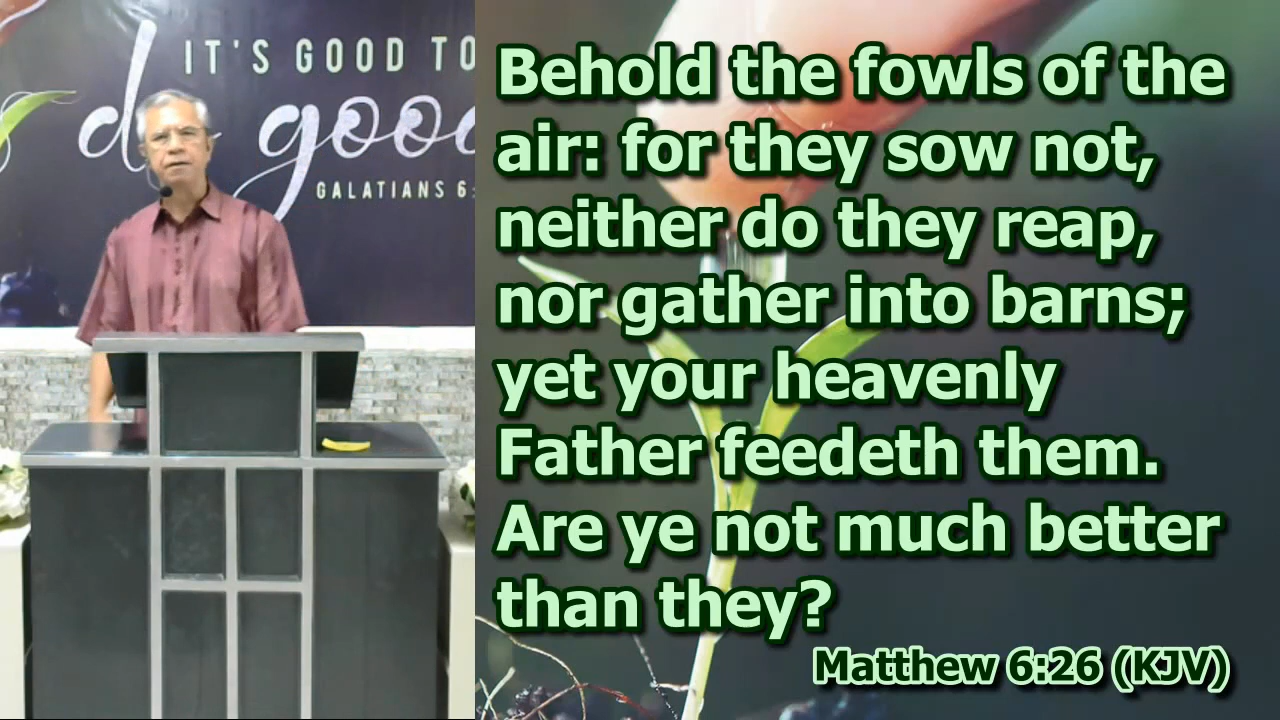 IT'S GOOD TO
do good
GALATIANS 6:
Behold the fowls of the
air: for they sow not,
neither do they reap,
nor gather into barns;
yet your heavenly
Father feedeth them.
Are ye not much better
than they?
Matthew 6:26 (KJV)